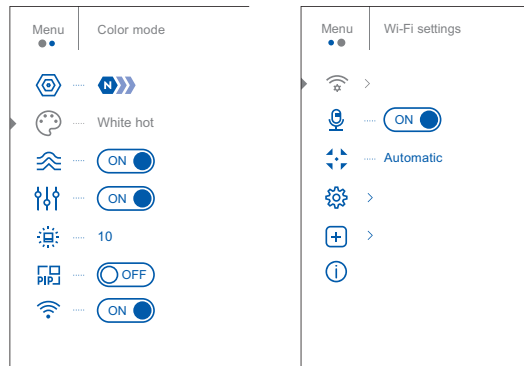 Menu
Color mode
N
White hot
ON
ON
10
PIP
OFF
ON
Menu
Wi-Fi settings
ON
Automatic